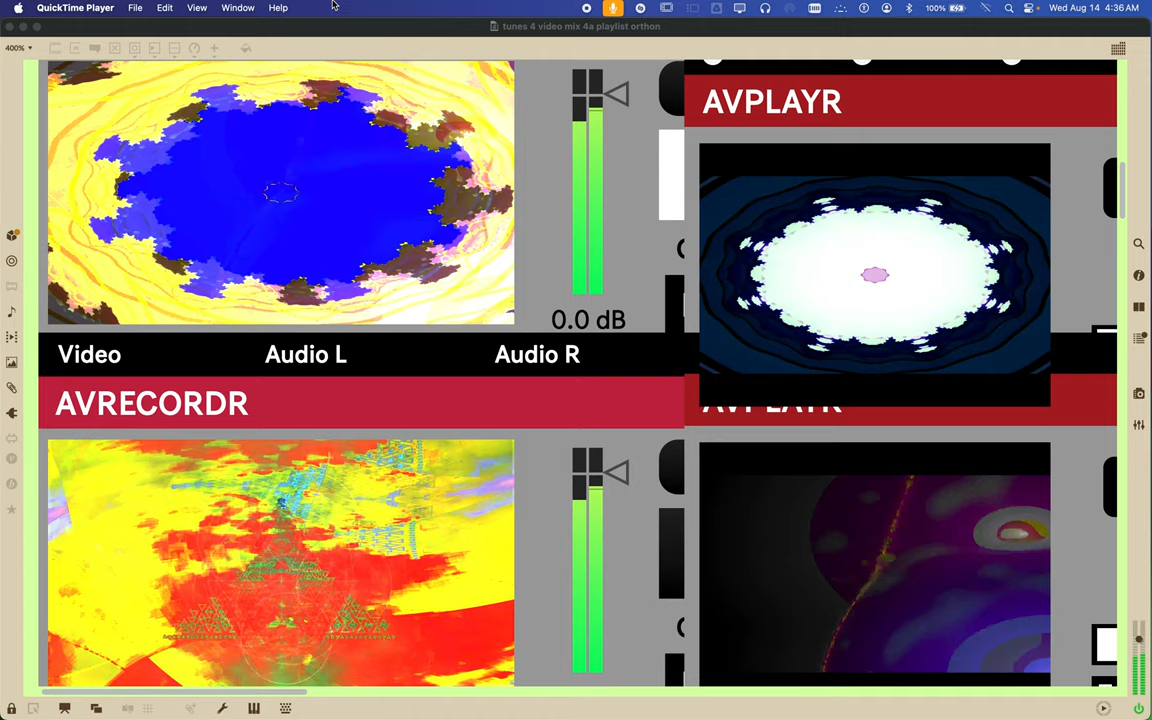 QuickTime Player File Edit View Window Help 100% Wed Aug 14 4:36 AM
tunes 4 video mix 4a playlist orthon
400%
AVPLAYR
0.0 dB
Video Audio L Audio R
AVRECORDR
AVPLAYR